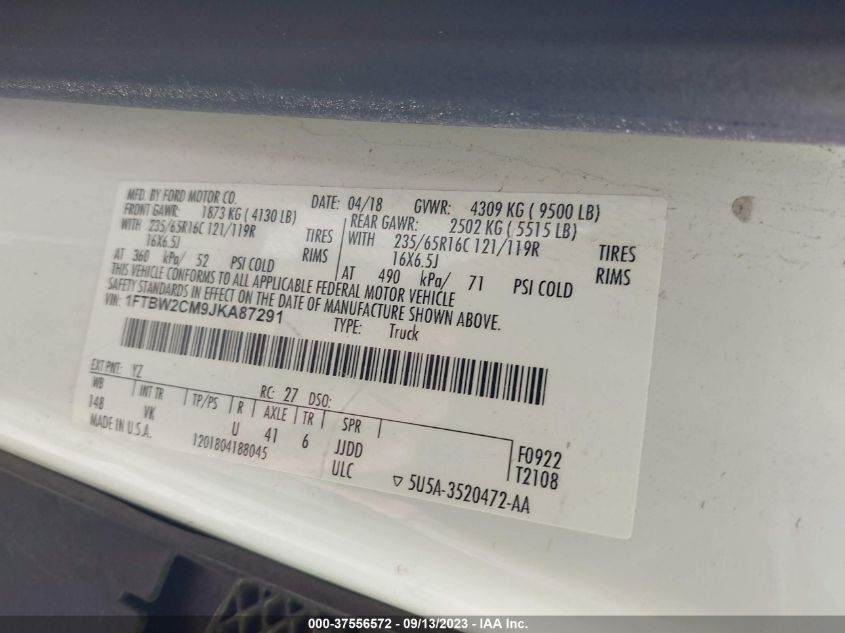 MFD. BY FORD MOTOR CO. DATE: 04/18 GVWR: 4309 KG ( 9500 LB)
FRONT GAWR: 1873 KG ( 4130 LB) REAR GAWR: 2502 KG ( 5515 LB)
WITH 235/65R16C 121/119R TIRES WITH 235/65R16C 121/119R TIRES
16X6.5J RIMS 16X6.5J RIMS
AT 360 kPa/ 52 PSI COLD AT 490 kPa/ 71 PSI COLD
THIS VEHICLE CONFORMS TO ALL APPLICABLE FEDERAL MOTOR VEHICLE
SAFETY STANDARDS IN EFFECT ON THE DATE OF MANUFACTURE SHOWN ABOVE.
VIN: 1FTBW2CM9JKA87291 TYPE: Truck
EXT PNT: YZ RC: 27 DSO:
WB INT TR TP/PS R AXLE TR SPR
148 VK U 41 6 JJDD F0922
MADE IN U.S.A. 1201804188045 ULC T2108
▽ 5U5A-3520472-AA
000-37556572 - 09/13/2023 - IAA Inc.